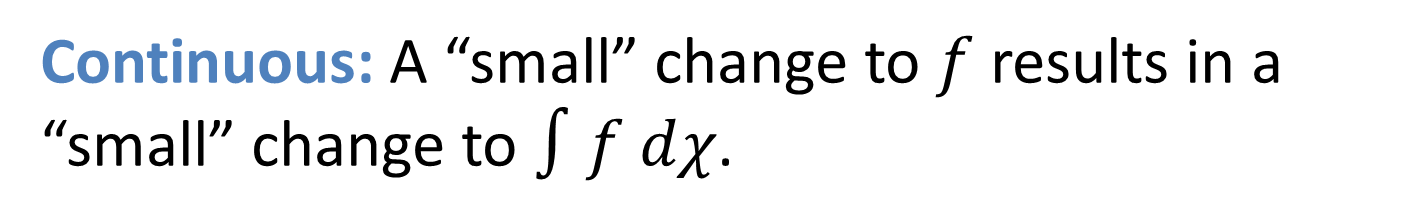 Continuous: A “small” change to 𝑓 results in a
“small” change to ∫ 𝑓 𝑑𝜒.